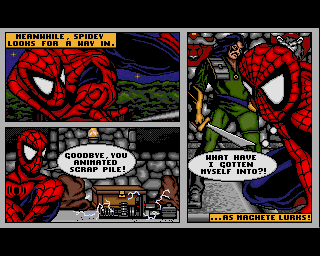 MEANWHILE, SPIDEY
LOOKS FOR A WAY IN.
GOODBYE, YOU
ANIMATED
SCRAP PILE!
WHAT HAVE
I GOTTEN
MYSELF INTO?!
...AS MACHETE LURKS!